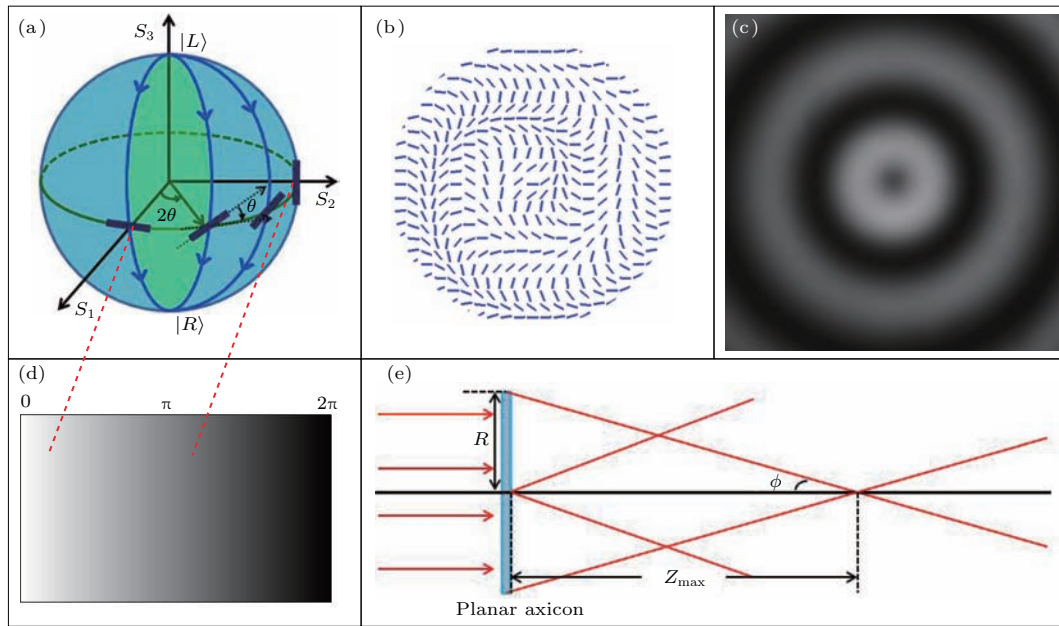 (a)
S₃
|L⟩
S₂
2θ
θ
S₁
|R⟩
(b)
(c)
(d)
0 π 2π
(e)
R
ϕ
Zmax
Planar axicon